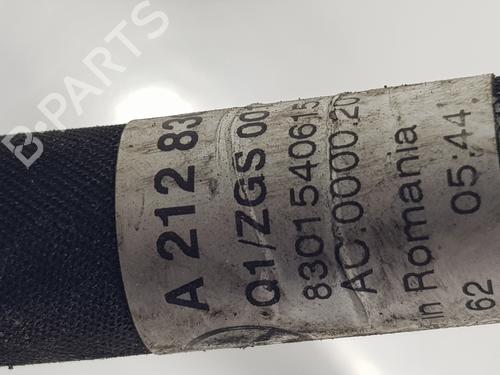 A 212 83
Q1/ZGS 00
8301540615
AC.0000.20
in Romania
05:44
62
B-PARTS